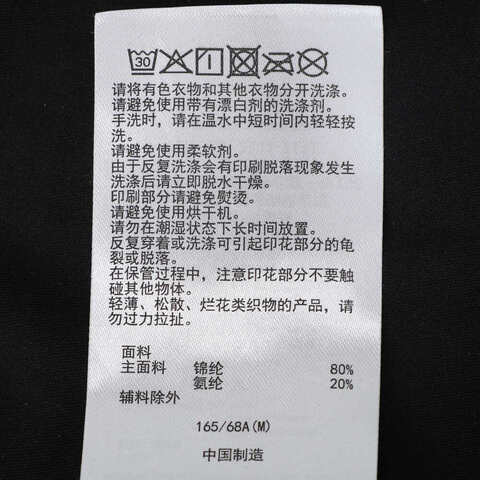 30
请将有色衣物和其他衣物分开洗涤。
请避免使用带有漂白剂的洗涤剂。
手洗时,请在温水中短时间内轻轻按
洗。
请避免使用柔软剂。
由于反复洗涤会有印刷脱落现象发生
洗涤后请立即脱水干燥。
印刷部分请避免熨烫。
请避免使用烘干机。
请勿在潮湿状态下长时间放置。
反复穿着或洗涤可引起印花部分的龟
裂或脱落。
在保管过程中,注意印花部分不要触
碰其他物体。
轻薄、松散、烂花类织物的产品,请
勿过力拉扯。
面料
主面料 锦纶 80%
氨纶 20%
辅料除外
165/68A(M)
中国制造